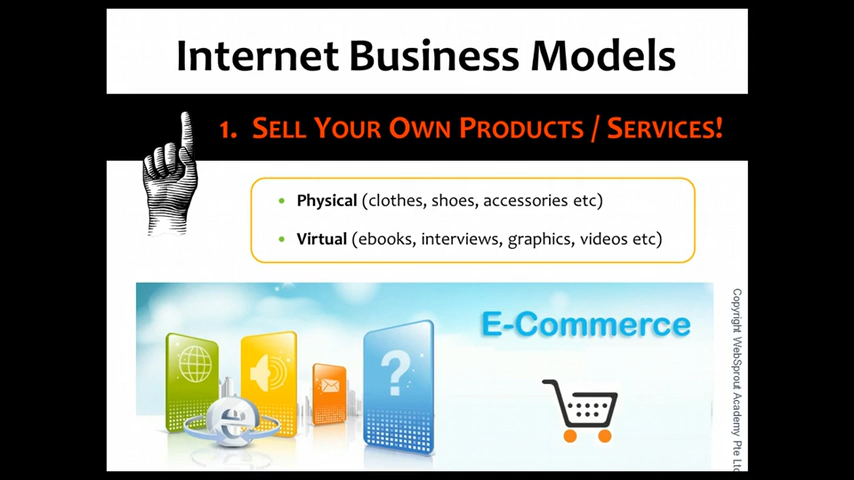 Internet Business Models
1. SELL YOUR OWN PRODUCTS / SERVICES!
• Physical (clothes, shoes, accessories etc)
• Virtual (ebooks, interviews, graphics, videos etc)
E-Commerce
?
e
Copyright WebSprout Academy Pte Ltd